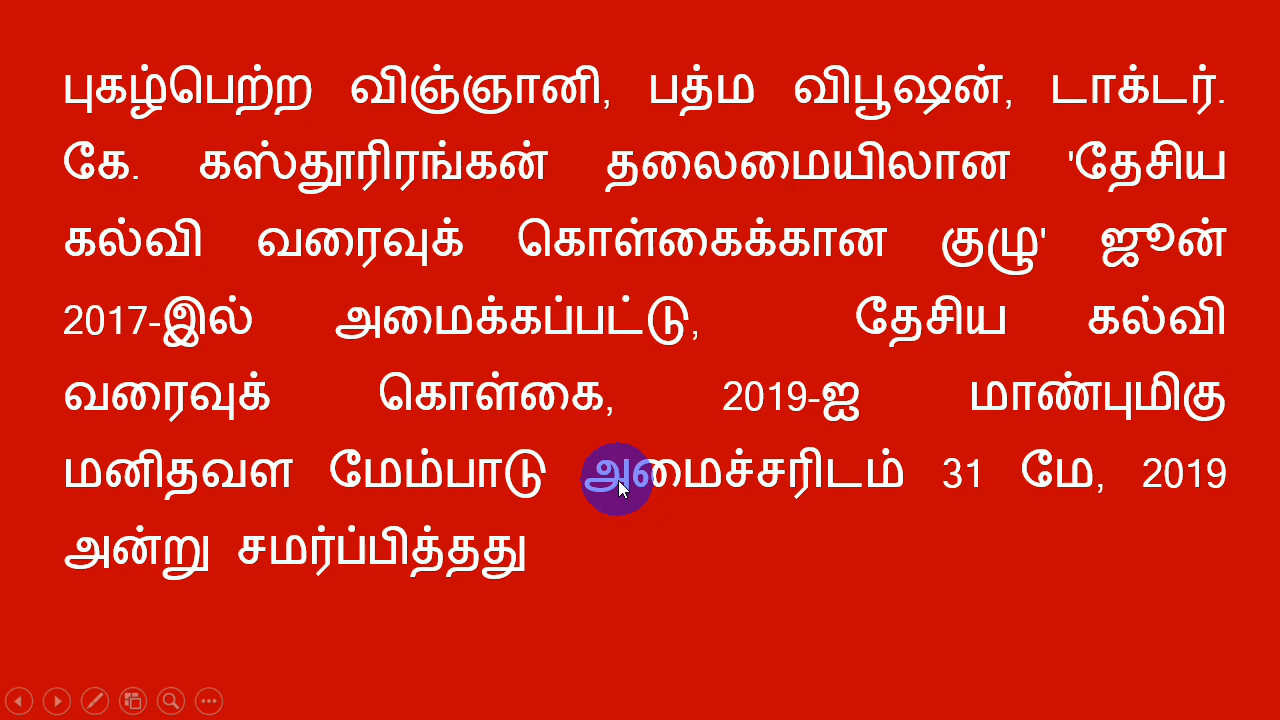 புகழ்பெற்ற விஞ்ஞானி, பத்ம விபூஷன், டாக்டர்.
கே. கஸ்தூரிரங்கன் தலைமையிலான 'தேசிய
கல்வி வரைவுக் கொள்கைக்கான குழு' ஜூன்
2017-இல் அமைக்கப்பட்டு, தேசிய கல்வி
வரைவுக் கொள்கை, 2019-ஐ மாண்புமிகு
மனிதவள மேம்பாடு அமைச்சரிடம் 31 மே, 2019
அன்று சமர்ப்பித்தது